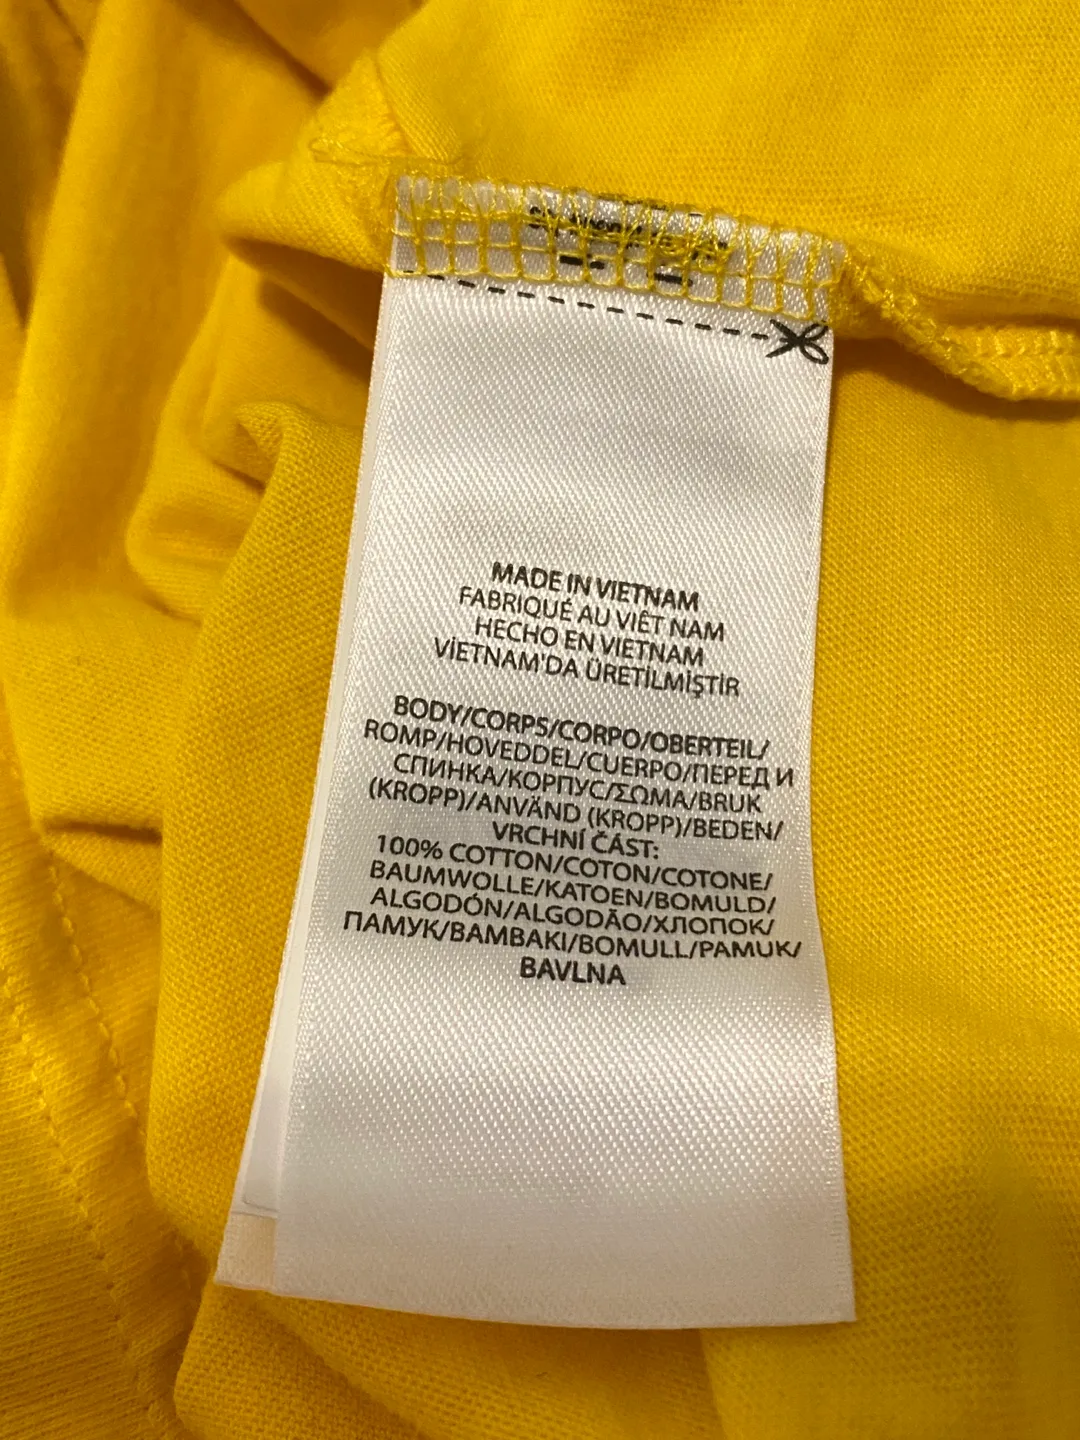 MADE IN VIETNAM
FABRIQUÉ AU VIÊT NAM
HECHO EN VIETNAM
VİETNAM'DA ÜRETİLMİŞTİR
BODY/CORPS/CORPO/OBERTEIL/
ROMP/HOVEDDEL/CUERPO/ПЕРЕД И
СПИНКА/КОРПУС/ΣΩΜΑ/BRUK
(KROPP)/ANVÄND (KROPP)/BEDEN/
VRCHNÍ ČÁST:
100% COTTON/COTON/COTONE/
BAUMWOLLE/KATOEN/BOMULD/
ALGODÓN/ALGODÃO/ХЛОПОК/
ПАМУК/ΒΑΜΒΑΚΙ/BOMULL/PAMUK/
BAVLNA